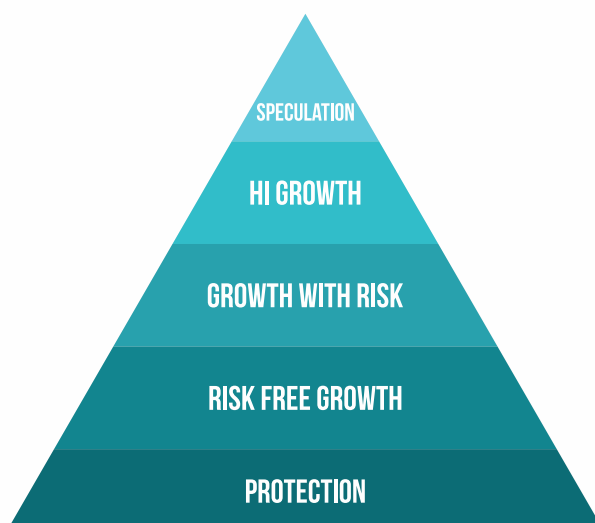 SPECULATION
HI GROWTH
GROWTH WITH RISK
RISK FREE GROWTH
PROTECTION